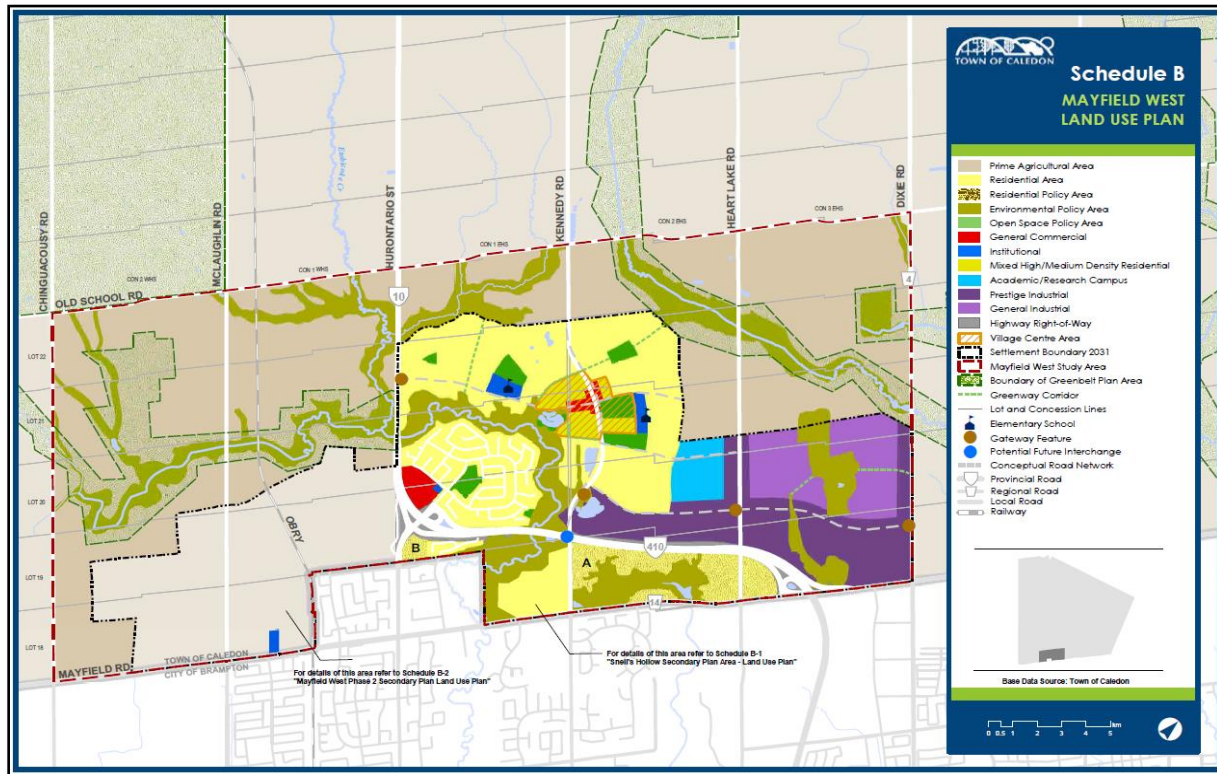 TOWN OF CALEDON
Schedule B
MAYFIELD WEST
LAND USE PLAN
Prime Agricultural Area
Residential Area
Residential Policy Area
Environmental Policy Area
Open Space Policy Area
General Commercial
Institutional
Mixed High/Medium Density Residential
Academic/Research Campus
Prestige Industrial
General Industrial
Highway Right-of-Way
Village Centre Area
Settlement Boundary 2031
Mayfield West Study Area
Boundary of Greenbelt Plan Area
Greenway Corridor
Lot and Concession Lines
Elementary School
Gateway Feature
Potential Future Interchange
Conceptual Road Network
Provincial Road
Regional Road
Local Road
Railway
Base Data Source: Town of Caledon
0 0.5 1 2 3 4 5 km
CHINGUACOUSY RD
MCLAUGHLIN RD
HURONTARIO ST
KENNEDY RD
HEART LAKE RD
DIXIE RD
OLD SCHOOL RD
CON 2 WHS
CON 1 WHS
CON 1 EHS
CON 2 EHS
CON 3 EHS
10
4
LOT 22
LOT 21
LOT 20
LOT 19
LOT 18
OBRY
B
A
410
14
MAYFIELD RD
TOWN OF CALEDON
CITY OF BRAMPTON
For details of this area refer to Schedule B-2
"Mayfield West Phase 2 Secondary Plan Land Use Plan"
For details of this area refer to Schedule B-1
"Snell's Hollow Secondary Plan Area - Land Use Plan"